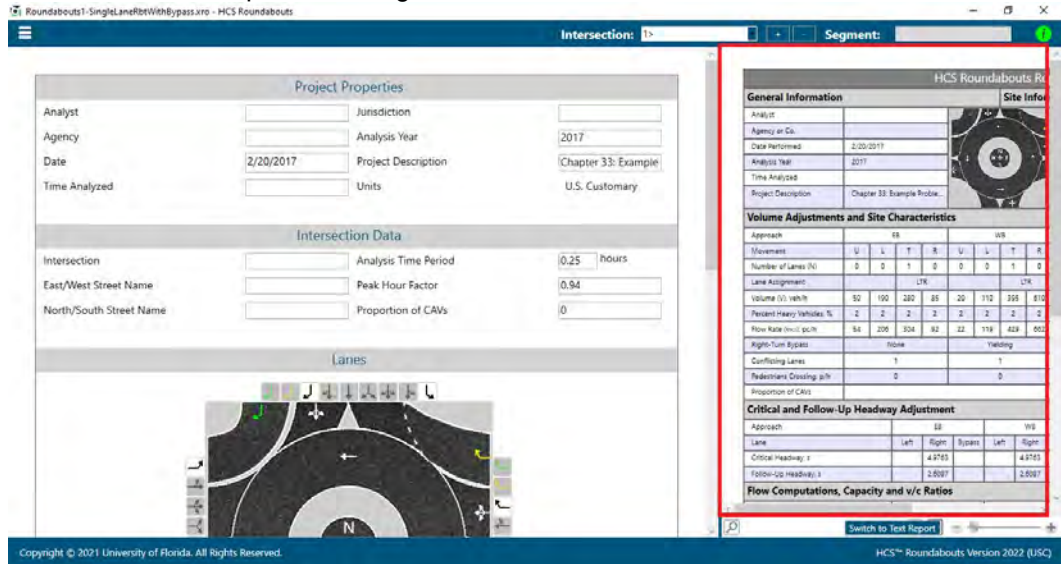 Roundabouts1-SingleLaneRbtWithBypass.xro - HCS Roundabouts
Intersection: 1> + - Segment:
Project Properties
Analyst Jurisdiction
Agency Analysis Year 2017
Date 2/20/2017 Project Description Chapter 33: Example
Time Analyzed Units U.S. Customary
Intersection Data
Intersection Analysis Time Period 0.25 hours
East/West Street Name Peak Hour Factor 0.94
North/South Street Name Proportion of CAVs 0
Lanes
N
HCS Roundabouts
General Information Site Infor
Analyst
Agency or Co.
Date Performed 2/20/2017
Analysis Year 2017
Time Analyzed
Project Description Chapter 33: Example Proble...
Volume Adjustments and Site Characteristics
Approach EB WB
Movement U L T R U L T R
Number of Lanes (N) 0 0 1 0 0 0 1 0
Lane Assignment LTR LTR
Volume (V), veh/h 50 190 280 85 20 110 395 610
Percent Heavy Vehicles, % 2 2 2 2 2 2 2 2
Flow Rate pc/h 54 206 304 92 22 119 429 662
Right-Turn Bypass None Yielding
Conflicting Lanes 1 1
Pedestrians Crossing, p/h 0 0
Proportion of CAVs
Critical and Follow-Up Headway Adjustment
Approach EB WB
Lane Left Right Bypass Left Right
Critical Headway, s 4.9763 4.9763
Follow-Up Headway, s 2.6087 2.6087
Flow Computations, Capacity and v/c Ratios
Switch to Text Report - +
Copyright © 2021 University of Florida. All Rights Reserved. HCS™ Roundabouts Version 2022 (USC)